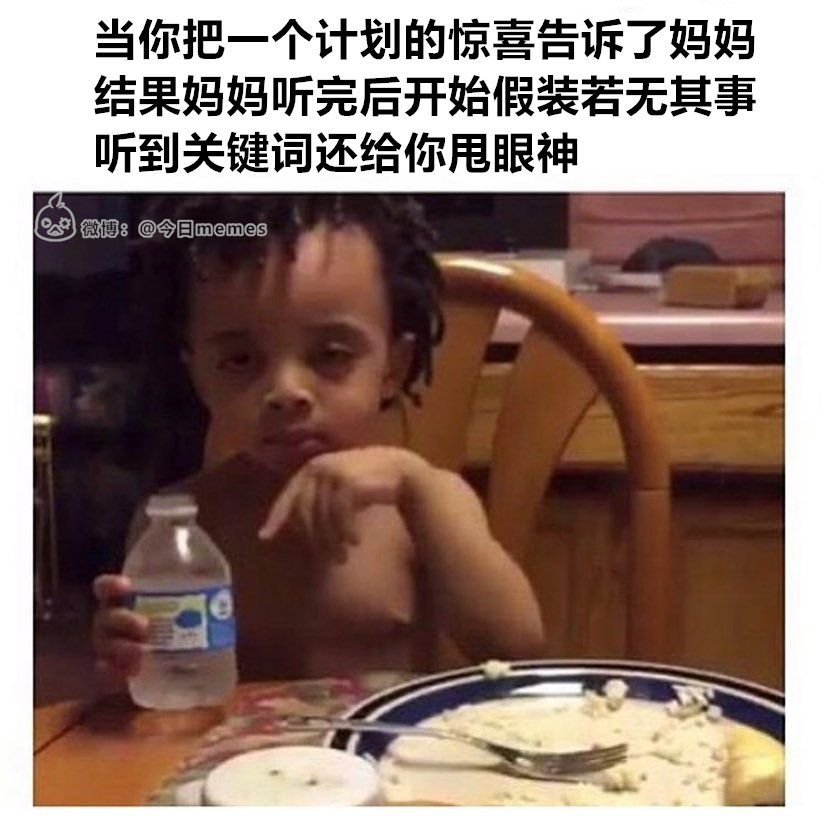 当你把一个计划的惊喜告诉了妈妈
结果妈妈听完后开始假装若无其事
听到关键词还给你甩眼神
微博：@今日memes